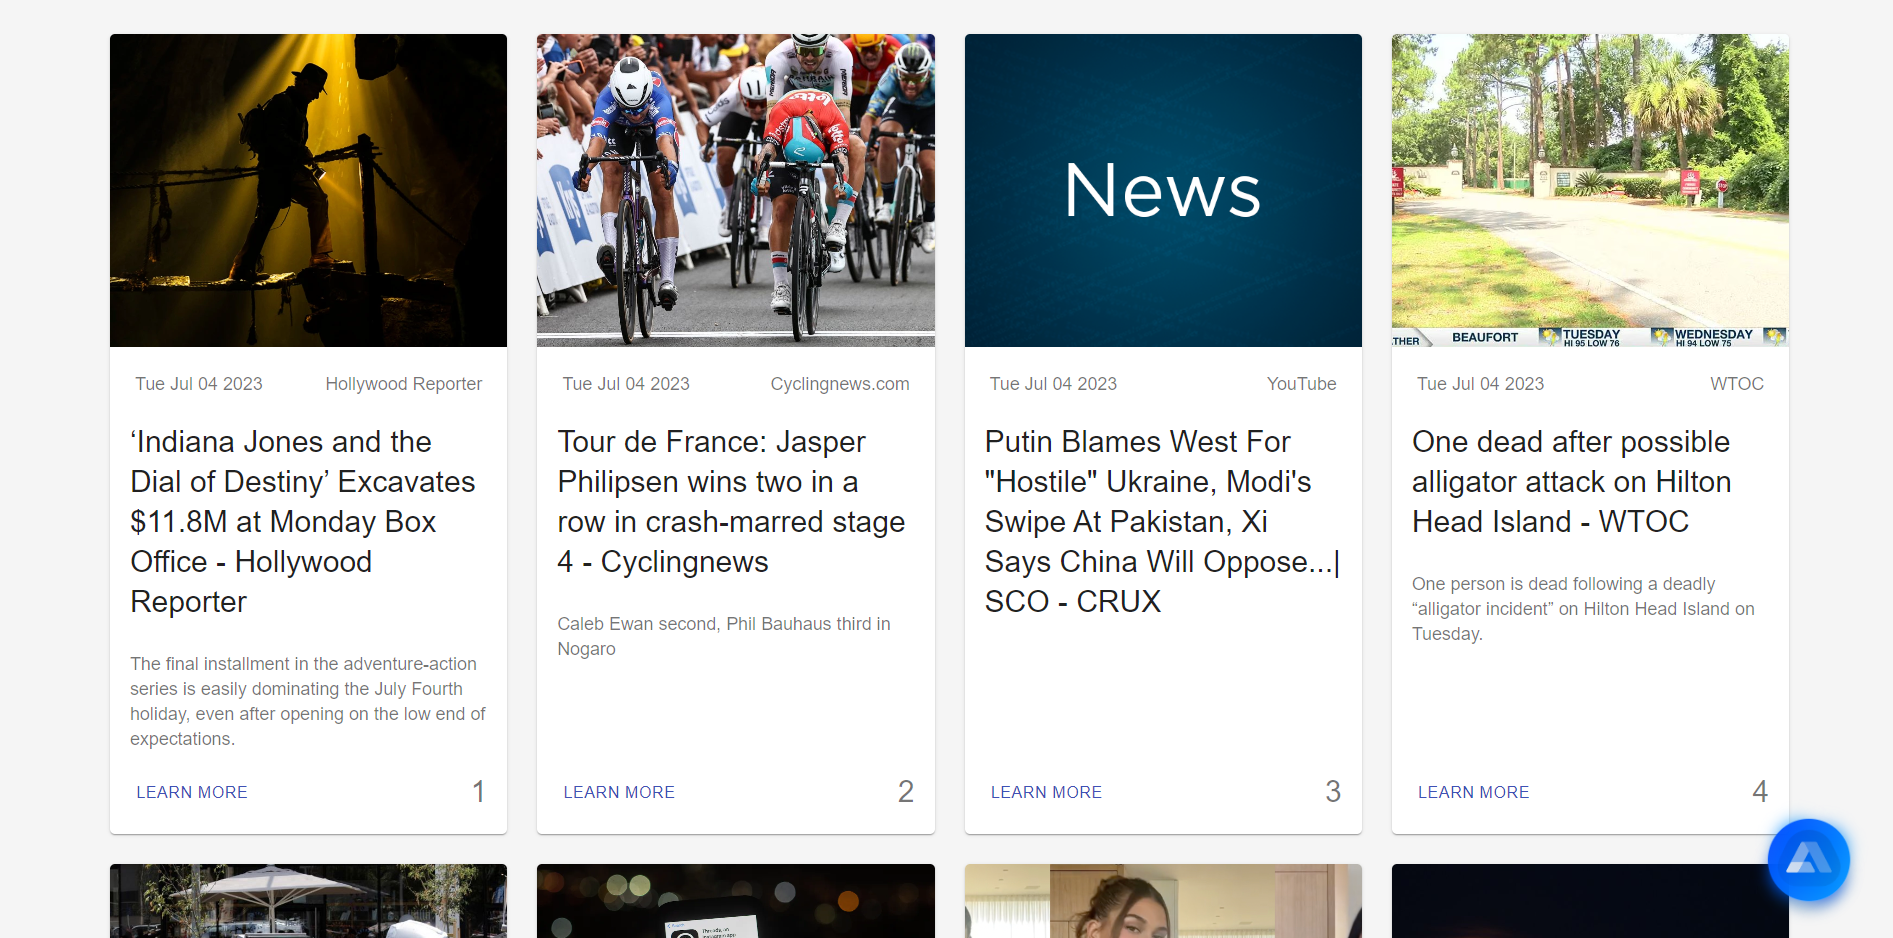 News
THER
BEAUFORT
TUESDAY
HI 95 LOW 76
WEDNESDAY
HI 94 LOW 75
Tue Jul 04 2023
Hollywood Reporter
‘Indiana Jones and the
Dial of Destiny’ Excavates
$11.8M at Monday Box
Office - Hollywood
Reporter
The final installment in the adventure-action
series is easily dominating the July Fourth
holiday, even after opening on the low end of
expectations.
LEARN MORE
1
Tue Jul 04 2023
Cyclingnews.com
Tour de France: Jasper
Philipsen wins two in a
row in crash-marred stage
4 - Cyclingnews
Caleb Ewan second, Phil Bauhaus third in
Nogaro
LEARN MORE
2
Tue Jul 04 2023
YouTube
Putin Blames West For
"Hostile" Ukraine, Modi's
Swipe At Pakistan, Xi
Says China Will Oppose...|
SCO - CRUX
LEARN MORE
3
Tue Jul 04 2023
WTOC
One dead after possible
alligator attack on Hilton
Head Island - WTOC
One person is dead following a deadly
“alligator incident” on Hilton Head Island on
Tuesday.
LEARN MORE
4